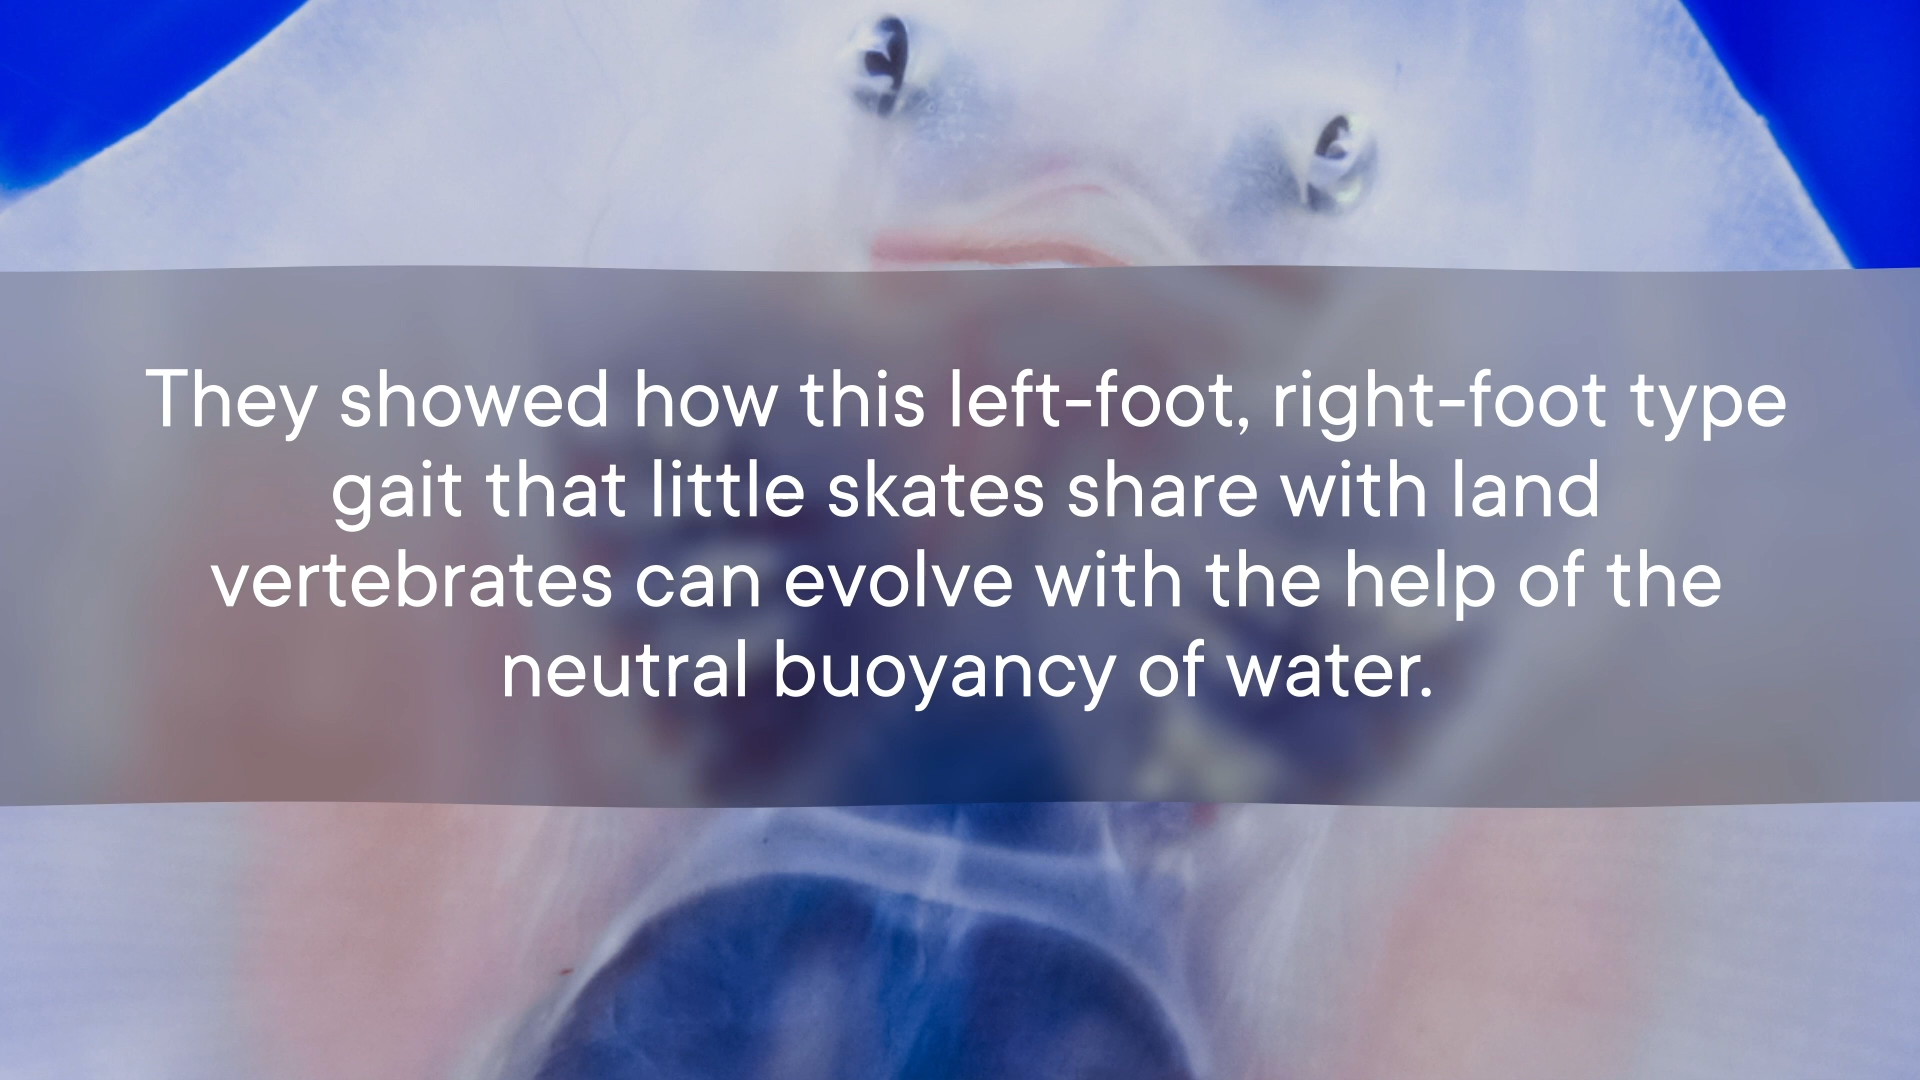 They showed how this left-foot, right-foot type
gait that little skates share with land
vertebrates can evolve with the help of the
neutral buoyancy of water.